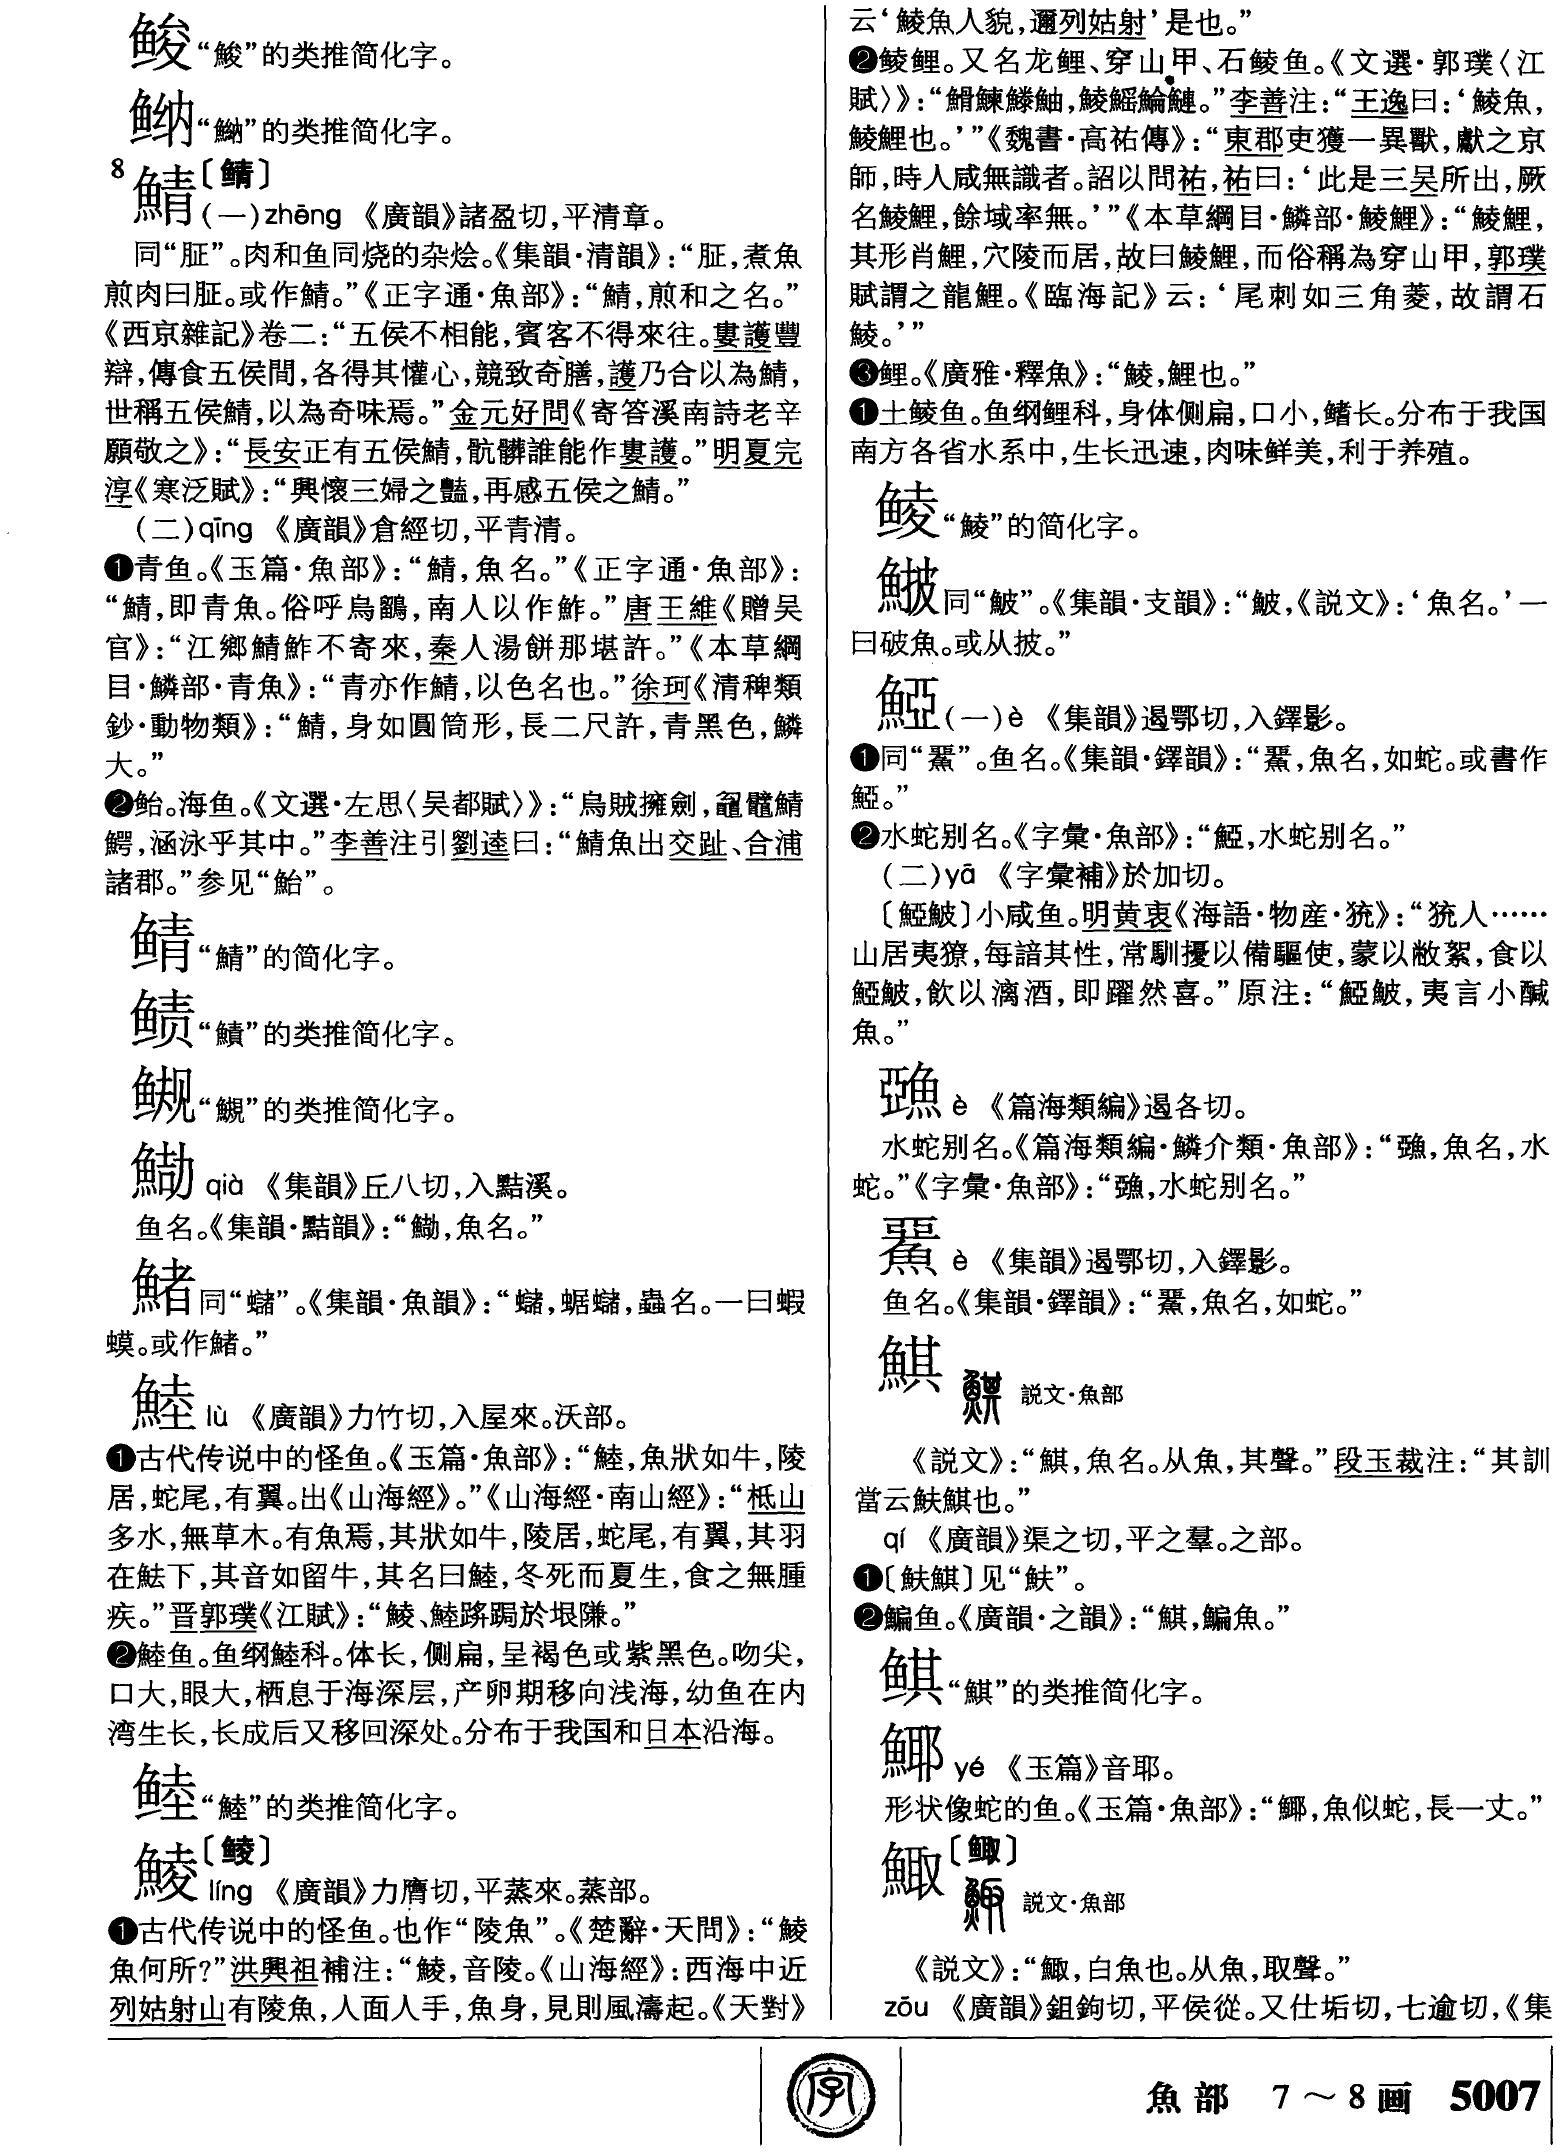 “鮻”的类推简化字。
“魶”的类推简化字。
8 鯖〔鲭〕
(一)zhēng 《廣韻》諸盈切,平清章。
同“䐿”。肉和鱼同烧的杂烩。《集韻·清韻》:“䐿,煮魚
煎肉曰䐿。或作鯖。”《正字通·魚部》:“鯖,煎和之名。”
《西京雜記》卷二:“五侯不相能,賓客不得來往。婁護豐
辯,傳食五侯間,各得其懽心,競致奇膳,護乃合以為鯖,
世稱五侯鯖,以為奇味焉。”金元好問《寄答溪南詩老辛
願敬之》:“長安正有五侯鯖,骯髒誰能作婁護。”明夏完
淳《寒泛賦》:“興懷三婦之豔,再感五侯之鯖。”
(二)qīng 《廣韻》倉經切,平青清。
❶青鱼。《玉篇·魚部》:“鯖,魚名。”《正字通·魚部》:
“鯖,即青魚。俗呼烏鰡,南人以作鮓。”唐王維《贈吴
官》:“江鄉鯖鮓不寄來,秦人湯餅那堪許。”《本草綱
目·鱗部·青魚》:“青亦作鯖,以色名也。”徐珂《清稗類
鈔·動物類》:“鯖,身如圓筒形,長二尺許,青黑色,鱗
大。”
❷鲐。海鱼。《文選·左思〈吴都賦〉》:“烏賊擁劍,𪓟鼊鯖
鰐,涵泳乎其中。”李善注引劉逵曰:“鯖魚出交趾、合浦
諸郡。”参见“鮐”。
鲭“鯖”的简化字。
鲼“鱝”的类推简化字。
“鯢”的类推简化字。
qià 《集韻》丘八切,入黠溪。
鱼名。《集韻·黠韻》:“,魚名。”
鯺同“蠩”。《集韻·魚韻》:“蠩,蜛蠩,蟲名。一曰蝦
蟆。或作鯺。”
鯥lù 《廣韻》力竹切,入屋來。沃部。
❶古代传说中的怪鱼。《玉篇·魚部》:“鯥,魚狀如牛,陵
居,蛇尾,有翼。出《山海經》。”《山海經·南山經》:“柢山
多水,無草木。有魚焉,其狀如牛,陵居,蛇尾,有翼,其羽
在魼下,其音如留牛,其名曰鯥,冬死而夏生,食之無腫
疾。”晋郭璞《江賦》:“鯪、鯥踦䠇於垠隒。”
❷鯥鱼。鱼纲鯥科。体长,侧扁,呈褐色或紫黑色。吻尖,
口大,眼大,栖息于海深层,产卵期移向浅海,幼鱼在内
湾生长,长成后又移回深处。分布于我国和日本沿海。
“鯥”的类推简化字。
鯪〔鲮〕
líng 《廣韻》力膺切,平蒸來。蒸部。
❶古代传说中的怪鱼。也作“陵魚”。《楚辭·天問》:“鯪
魚何所?”洪興祖補注:“鯪,音陵。《山海經》:西海中近
列姑射山有陵魚,人面人手,魚身,見則風濤起。《天對》
云‘鯪魚人貌,邇列姑射’是也。”
❷鲮鲤。又名龙鲤、穿山甲、石鲮鱼。《文選·郭璞〈江
賦〉》:“䱻鰊䲍鮋,鯪鰩鯩鰱。”李善注:“王逸曰:‘鯪魚,
鯪鯉也。’”《魏書·高祐傳》:“東郡吏獲一異獸,獻之京
師,時人咸無識者。詔以問祐,祐曰:‘此是三吴所出,厥
名鯪鯉,餘域率無。’”《本草綱目·鱗部·鯪鯉》:“鯪鯉,
其形肖鯉,穴陵而居,故曰鯪鯉,而俗稱為穿山甲,郭璞
賦謂之龍鯉。《臨海記》云:‘尾刺如三角菱,故謂石
鯪。’”
❸鲤。《廣雅·釋魚》:“鯪,鯉也。”
❶土鲮鱼。鱼纲鲤科,身体侧扁,口小,鳍长。分布于我国
南方各省水系中,生长迅速,肉味鲜美,利于养殖。
鲮“鯪”的简化字。
同“鮍”。《集韻·支韻》:“鮍,《説文》:‘魚名。’一
曰破魚。或从披。”
(一)è 《集韻》遏鄂切,入鐸影。
❶同“䱮”。鱼名。《集韻·鐸韻》:“,魚名,如蛇。或書作
。”
❷水蛇别名。《字彙·魚部》:“,水蛇别名。”
(二)yā 《字彙補》於加切。
〔鮍〕小咸鱼。明黄衷《海語·物産·㹶》:“㹶人……
山居夷獠,每諳其性,常馴擾以備驅使,蒙以敝絮,食以
鮍,飲以漓酒,即躍然喜。”原注:“鮍,夷言小醎
魚。”
è 《篇海類編》遏各切。
水蛇别名。《篇海類編·鱗介類·魚部》:“,魚名,水
蛇。”《字彙·魚部》:“,水蛇别名。”
è 《集韻》遏鄂切,入鐸影。
鱼名。《集韻·鐸韻》:“,魚名,如蛇。”
鯕 説文·魚部
《説文》:“鯕,魚名。从魚,其聲。”段玉裁注:“其訓
當云䱀鯕也。”
qí 《廣韻》渠之切,平之羣。之部。
❶〔䱀鯕〕见“䱀”。
❷鯿鱼。《廣韻·之韻》:“鯕,鯿魚。”
“鯕”的类推简化字。
yé 《玉篇》音耶。
形状像蛇的鱼。《玉篇·魚部》:“,魚似蛇,長一丈。”
鯫〔鲰〕
説文·魚部
《説文》:“鯫,白魚也。从魚,取聲。”
zōu 《廣韻》鉏鉤切,平侯從。又仕垢切,七逾切,《集
字
魚部 7～8画 5007